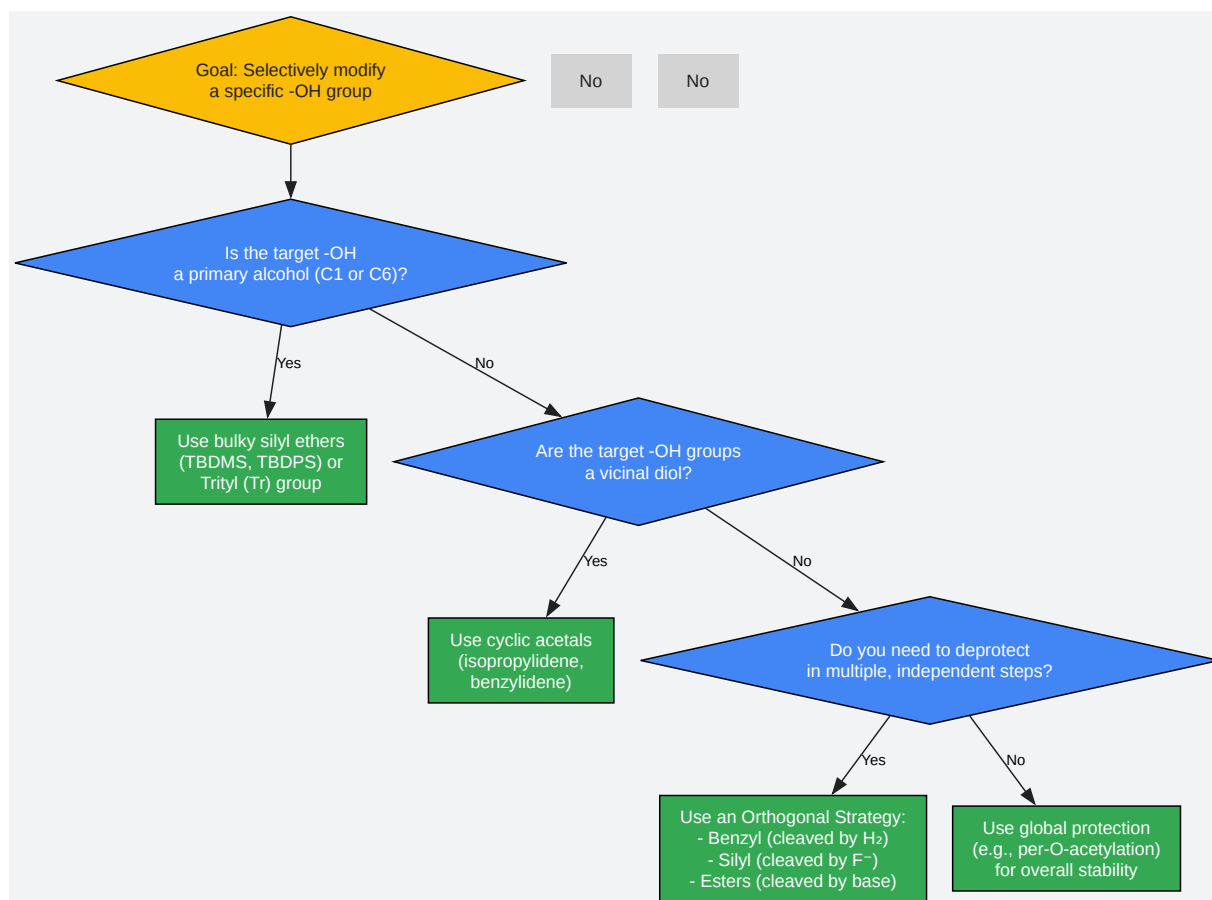 Goal: Selectively modify
a specific -OH group
No
No
Is the target -OH
a primary alcohol (C1 or C6)?
Yes
No
Use bulky silyl ethers
(TBDMS, TBDPS) or
Trityl (Tr) group
Are the target -OH groups
a vicinal diol?
Yes
No
Use cyclic acetals
(isopropylidene,
benzylidene)
Do you need to deprotect
in multiple, independent steps?
Yes
No
Use an Orthogonal Strategy:
- Benzyl (cleaved by H₂)
- Silyl (cleaved by F⁻)
- Esters (cleaved by base)
Use global protection
(e.g., per-O-acetylation)
for overall stability